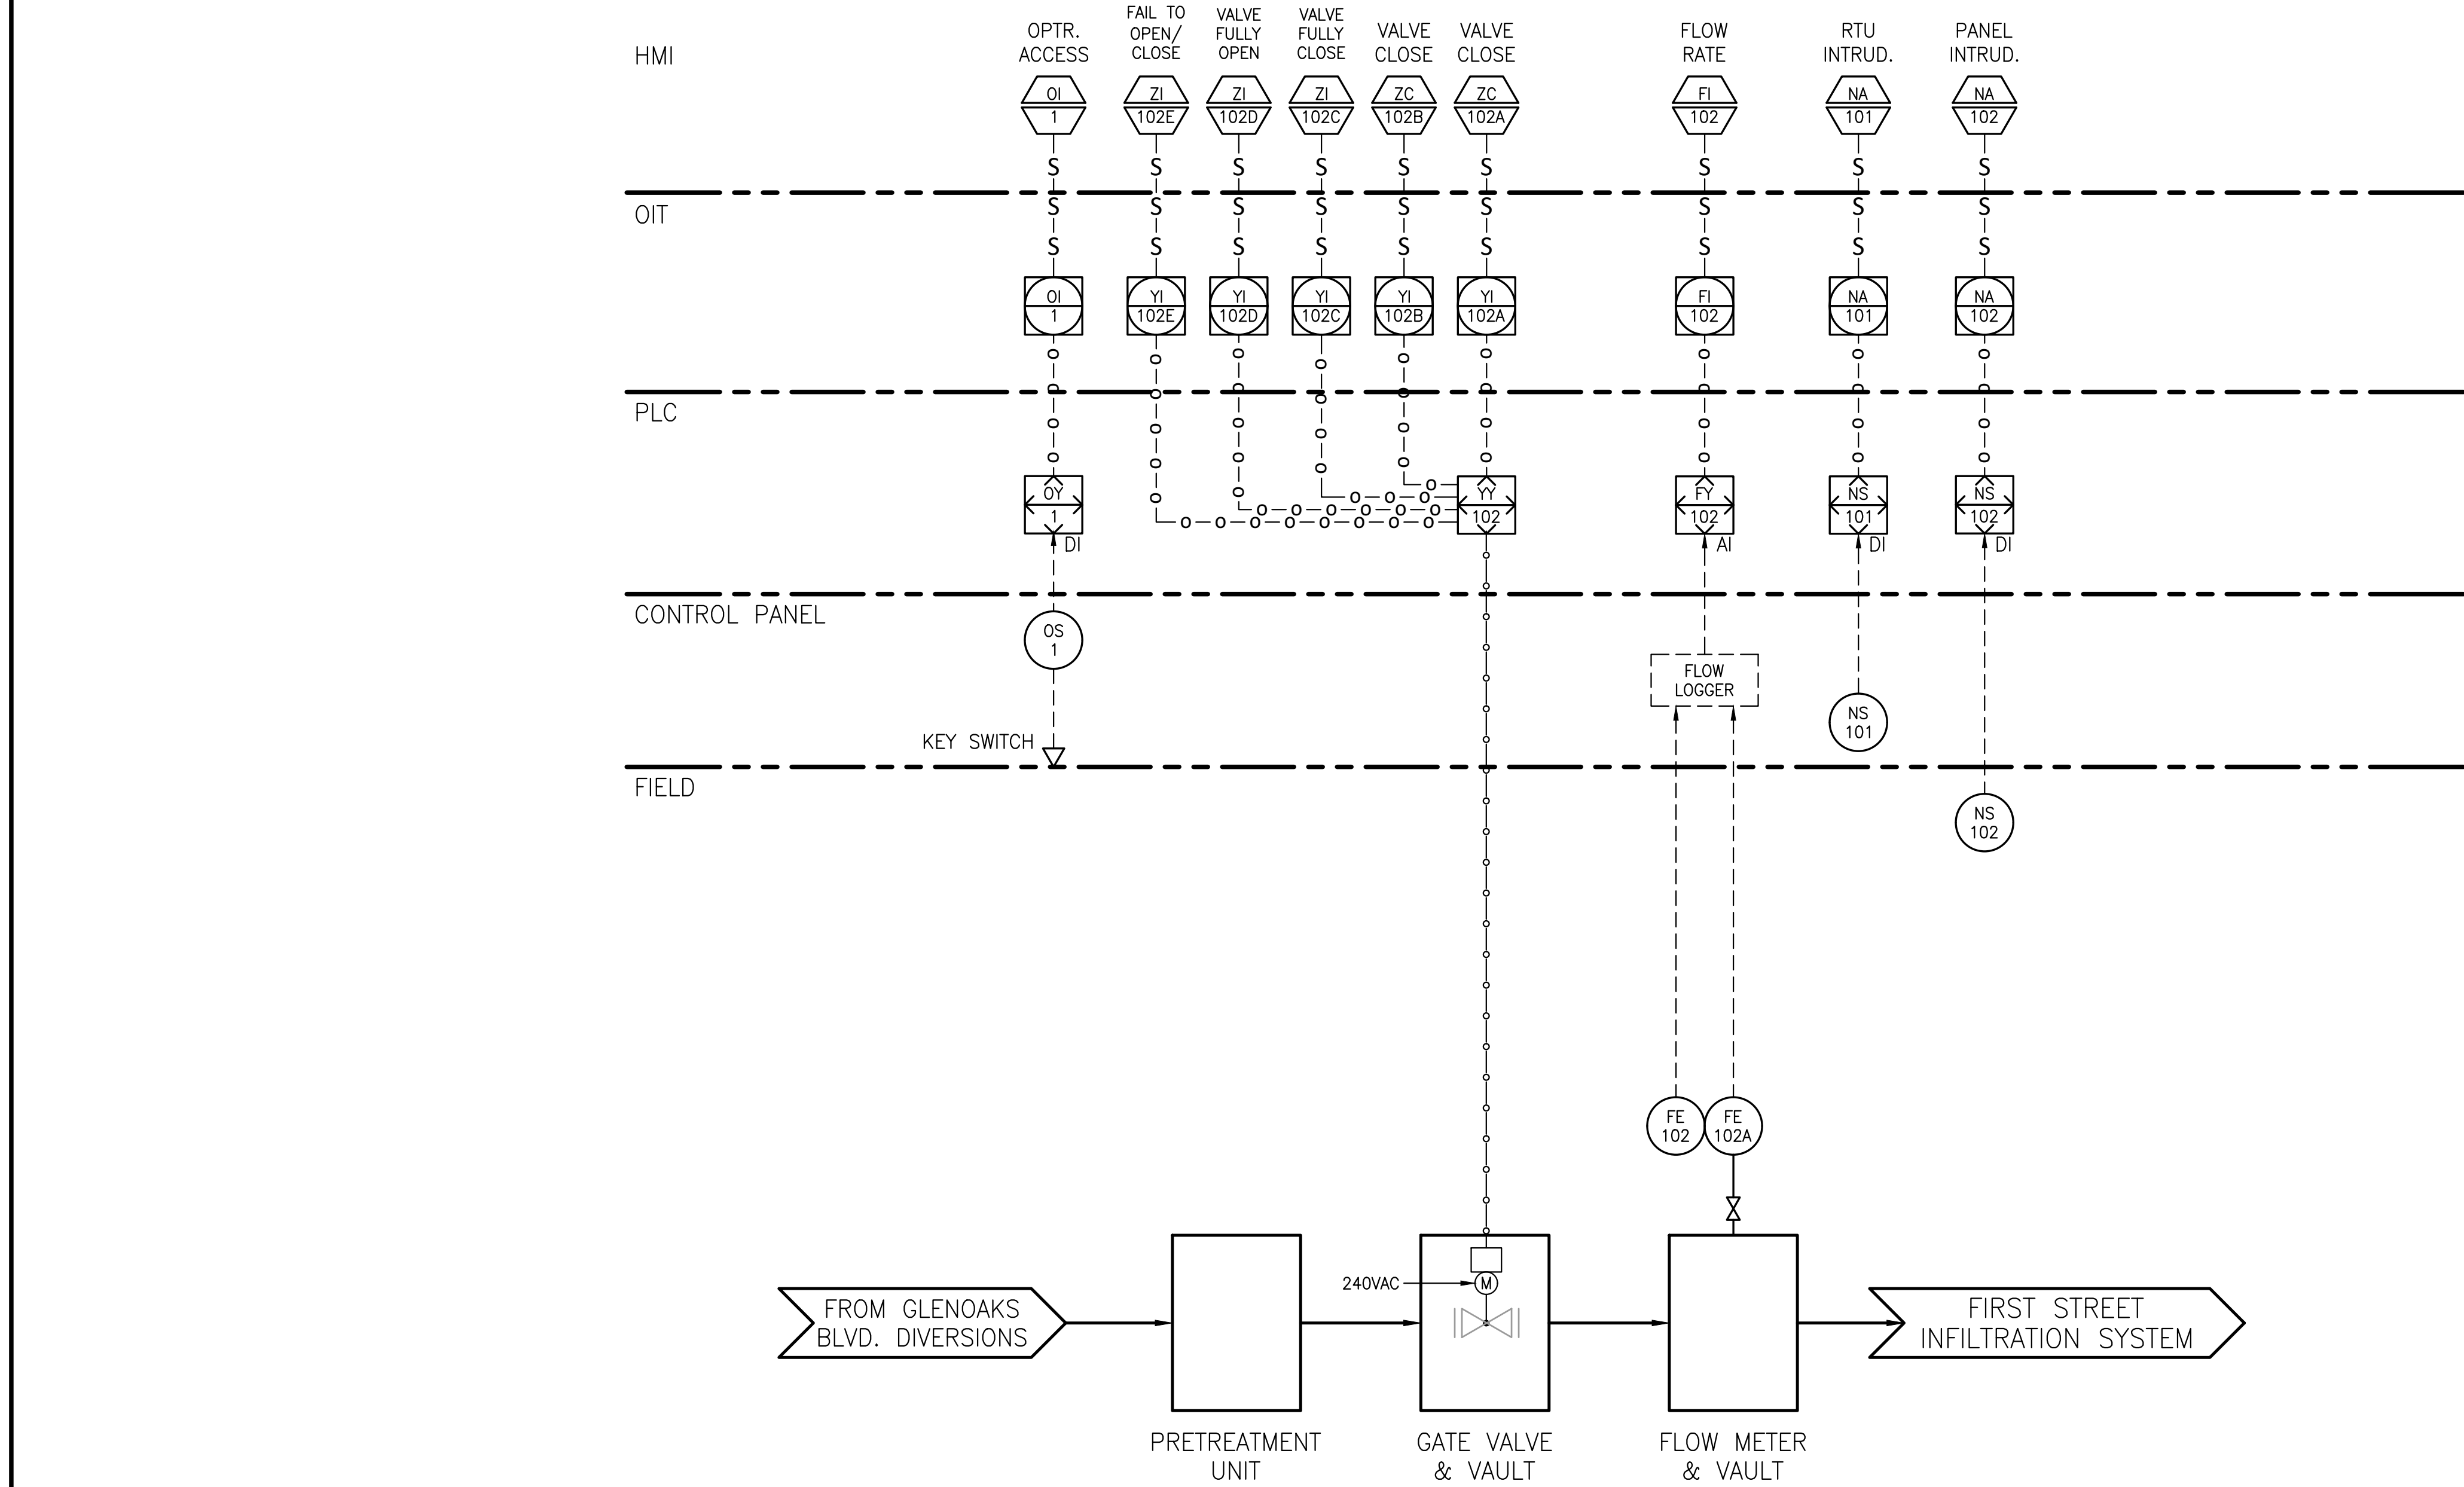 HMI
OPTR.
ACCESS
FAIL TO
OPEN/
CLOSE
VALVE
FULLY
OPEN
VALVE
FULLY
CLOSE
VALVE
CLOSE
VALVE
CLOSE
FLOW
RATE
RTU
INTRUD.
PANEL
INTRUD.
OI ZI ZI ZI ZC ZC FI NA NA
1 102E 102D 102C 102B 102A 102 101 102
S S S S S S S S S
OIT
S S S S S S S S S
S S S S S S S S S
OI YI YI YI YI YI FI NA NA
1 102E 102D 102C 102B 102A 102 101 102
PLC
OY YY FY NS NS
1 102 102 101 102
DI AI DI DI
CONTROL PANEL
OS
1
FLOW
LOGGER
NS
101
KEY SWITCH
FIELD
NS
102
FE
102
FE
102A
240VAC
M
FROM GLENOAKS
BLVD. DIVERSIONS
FIRST STREET
INFILTRATION SYSTEM
PRETREATMENT
UNIT
GATE VALVE
& VAULT
FLOW METER
& VAULT